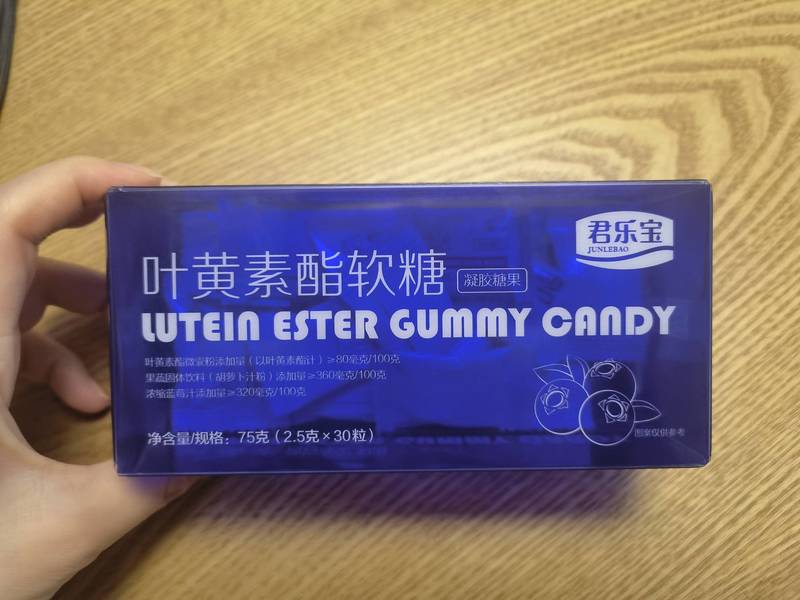 君乐宝
JUNLEBAO
叶黄素酯软糖 凝胶糖果
LUTEIN ESTER GUMMY CANDY
叶黄素酯微囊粉添加量（以叶黄素酯计）≥80毫克/100克
果蔬固体饮料（胡萝卜汁粉）添加量≥360毫克/100克
浓缩蓝莓汁添加量≥320毫克/100克
净含量/规格：75克（2.5克×30粒）
图案仅供参考